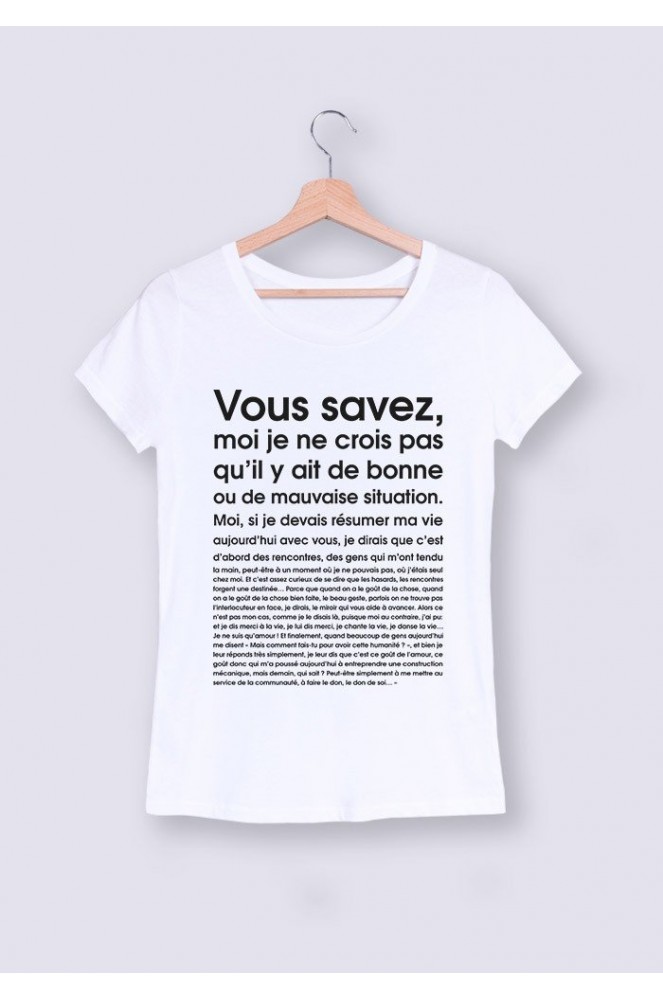 Vous savez,
moi je ne crois pas
qu'il y ait de bonne
ou de mauvaise situation.
Moi, si je devais résumer ma vie
aujourd'hui avec vous, je dirais que c'est
d'abord des rencontres, des gens qui m'ont tendu
la main, peut-être à un moment où je ne pouvais pas, où j'étais seul
chez moi. Et c'est assez curieux de se dire que les hasards, les rencontres
forgent une destinée... Parce que quand on a le goût de la chose, quand
on a le goût de la chose bien faite, le beau geste, parfois on ne trouve pas
l'interlocuteur en face, je dirais, le miroir qui vous aide à avancer. Alors ce
n'est pas mon cas, comme je le disais là, puisque moi au contraire, j'ai pu:
et je dis merci à la vie, je lui dis merci, je chante la vie, je danse la vie...
Je ne suis qu'amour ! Et finalement, quand beaucoup de gens aujourd'hui
me disent « Mais comment fais-tu pour avoir cette humanité ? », et bien je
leur réponds très simplement, je leur dis que c'est ce goût de l'amour, ce
goût donc qui m'a poussé aujourd'hui à entreprendre une construction
mécanique, mais demain, qui sait ? Peut-être simplement à me mettre au
service de la communauté, à faire le don, le don de soi... »